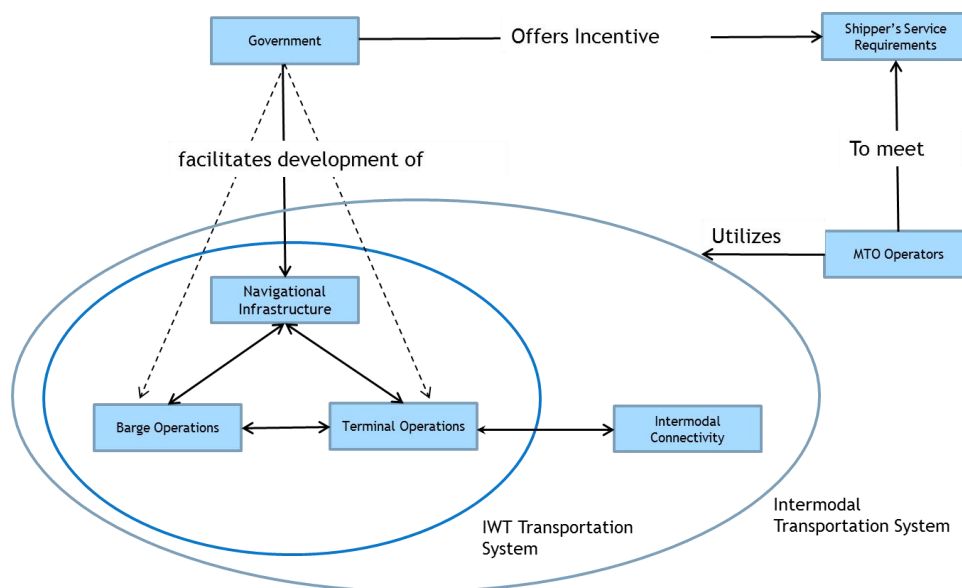 Government
Offers Incentive
Shipper's Service
Requirements
facilitates development of
To meet
Utilizes
MTO Operators
Navigational
Infrastructure
Barge Operations
Terminal Operations
Intermodal
Connectivity
IWT Transportation
System
Intermodal
Transportation System